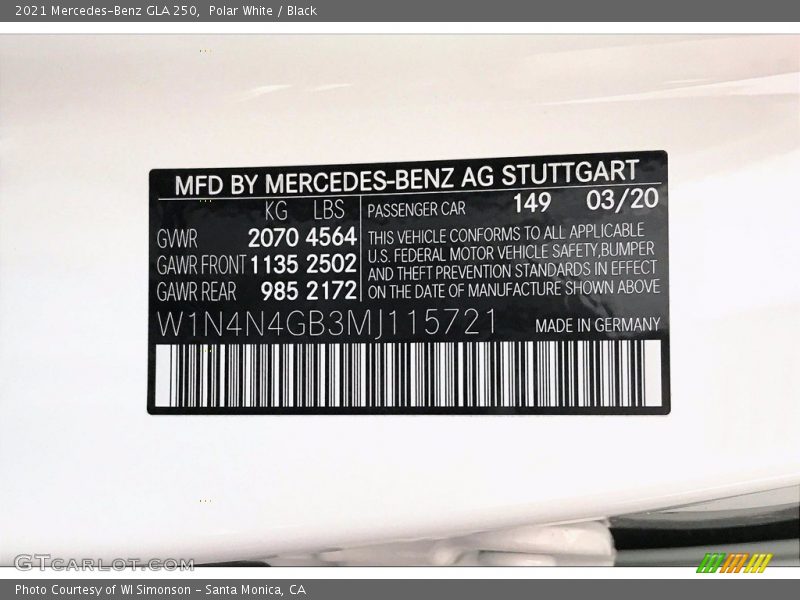 2021 Mercedes-Benz GLA 250, Polar White / Black
MFD BY MERCEDES-BENZ AG STUTTGART
KG LBS
GVWR 2070 4564
GAWR FRONT 1135 2502
GAWR REAR 985 2172
PASSENGER CAR 149 03/20
THIS VEHICLE CONFORMS TO ALL APPLICABLE
U.S. FEDERAL MOTOR VEHICLE SAFETY,BUMPER
AND THEFT PREVENTION STANDARDS IN EFFECT
ON THE DATE OF MANUFACTURE SHOWN ABOVE
W1N4N4GB3MJ115721 MADE IN GERMANY
GTCARLOT.COM
Photo Courtesy of WI Simonson - Santa Monica, CA